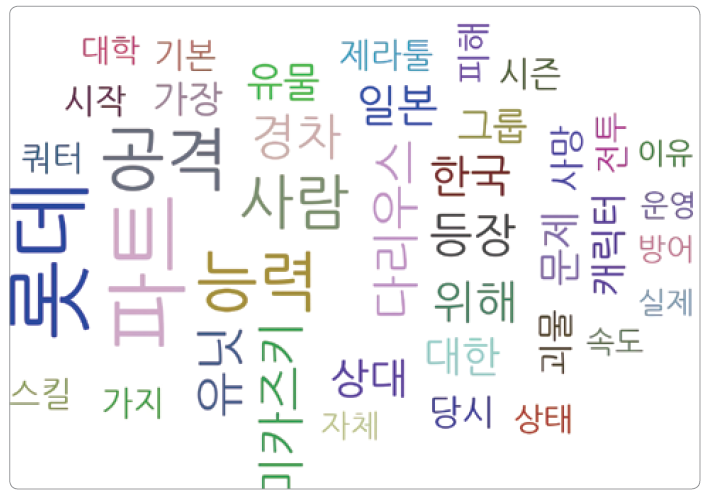 대학
기본
제라툴
피해
시즌
시작
가장
유물
일본
그룹
쿼터
공격
경차
한국
사망
전투
이유
롯데
파트
사람
다리우스
등장
문제
캐릭터
운영
방어
능력
위해
실제
유닛
미카즈키
상대
대한
괴물
속도
스킬
가지
자체
당시
상태